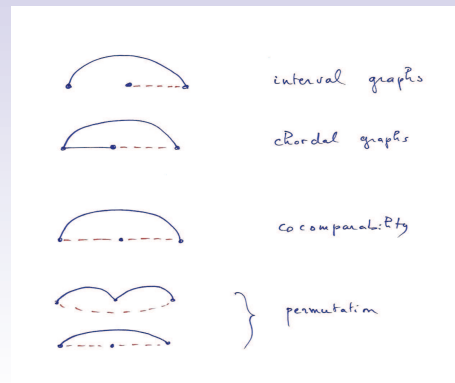 interval graphs
chordal graphs
cocomparability
permutation